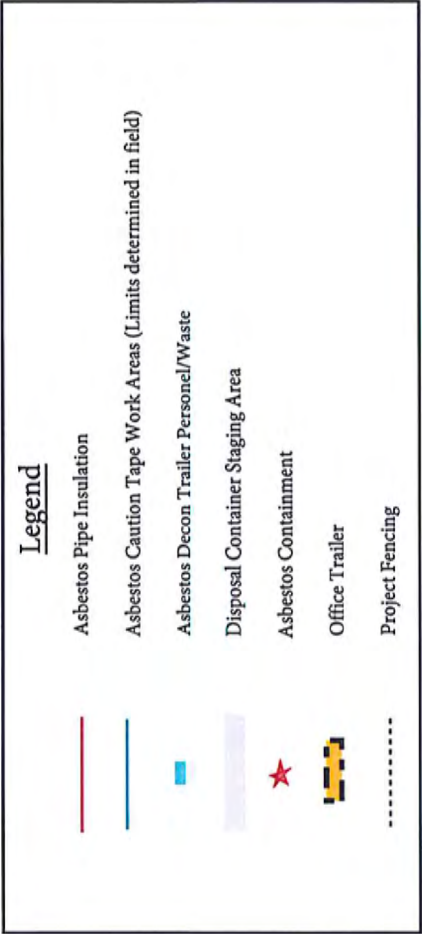 Legend
Asbestos Pipe Insulation
Asbestos Caution Tape Work Areas (Limits determined in field)
Asbestos Decon Trailer Personel/Waste
Disposal Container Staging Area
Asbestos Containment
Office Trailer
Project Fencing